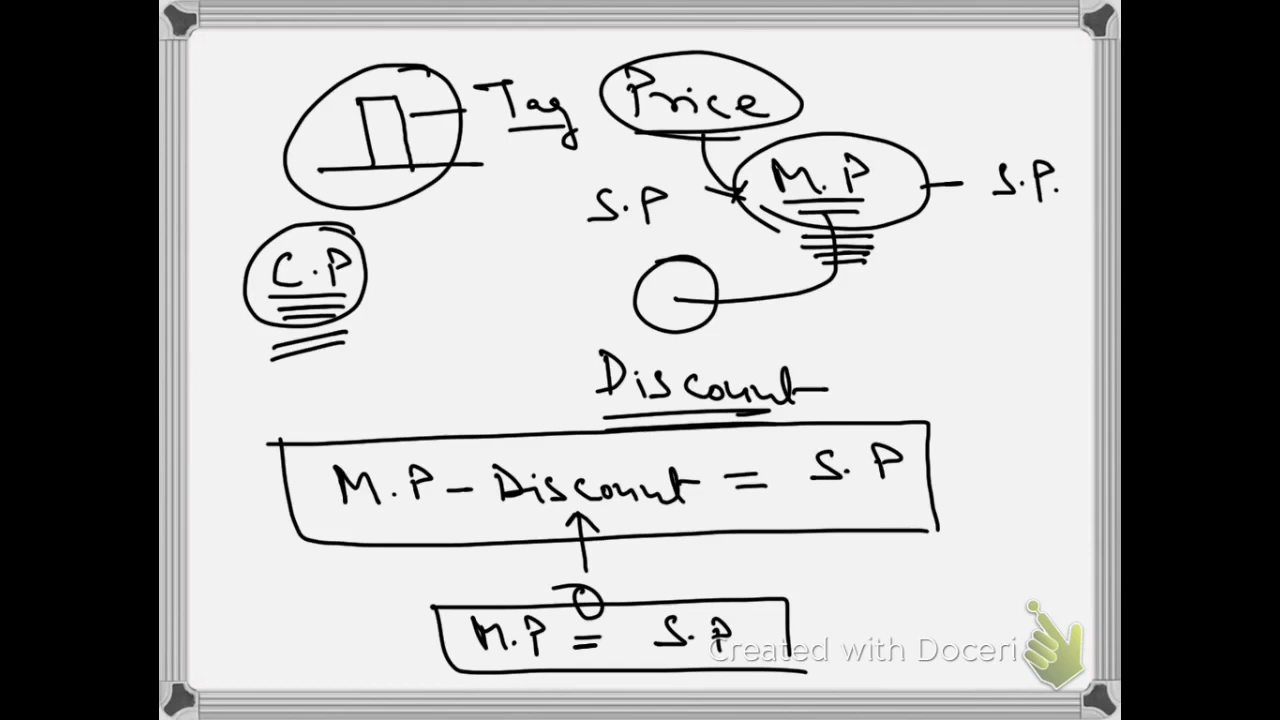 Tag Price
M.P S.P.
S.P
C.P
Discount
M.P - Discount = S.P
0
M.P = S.P
Created with Doceri